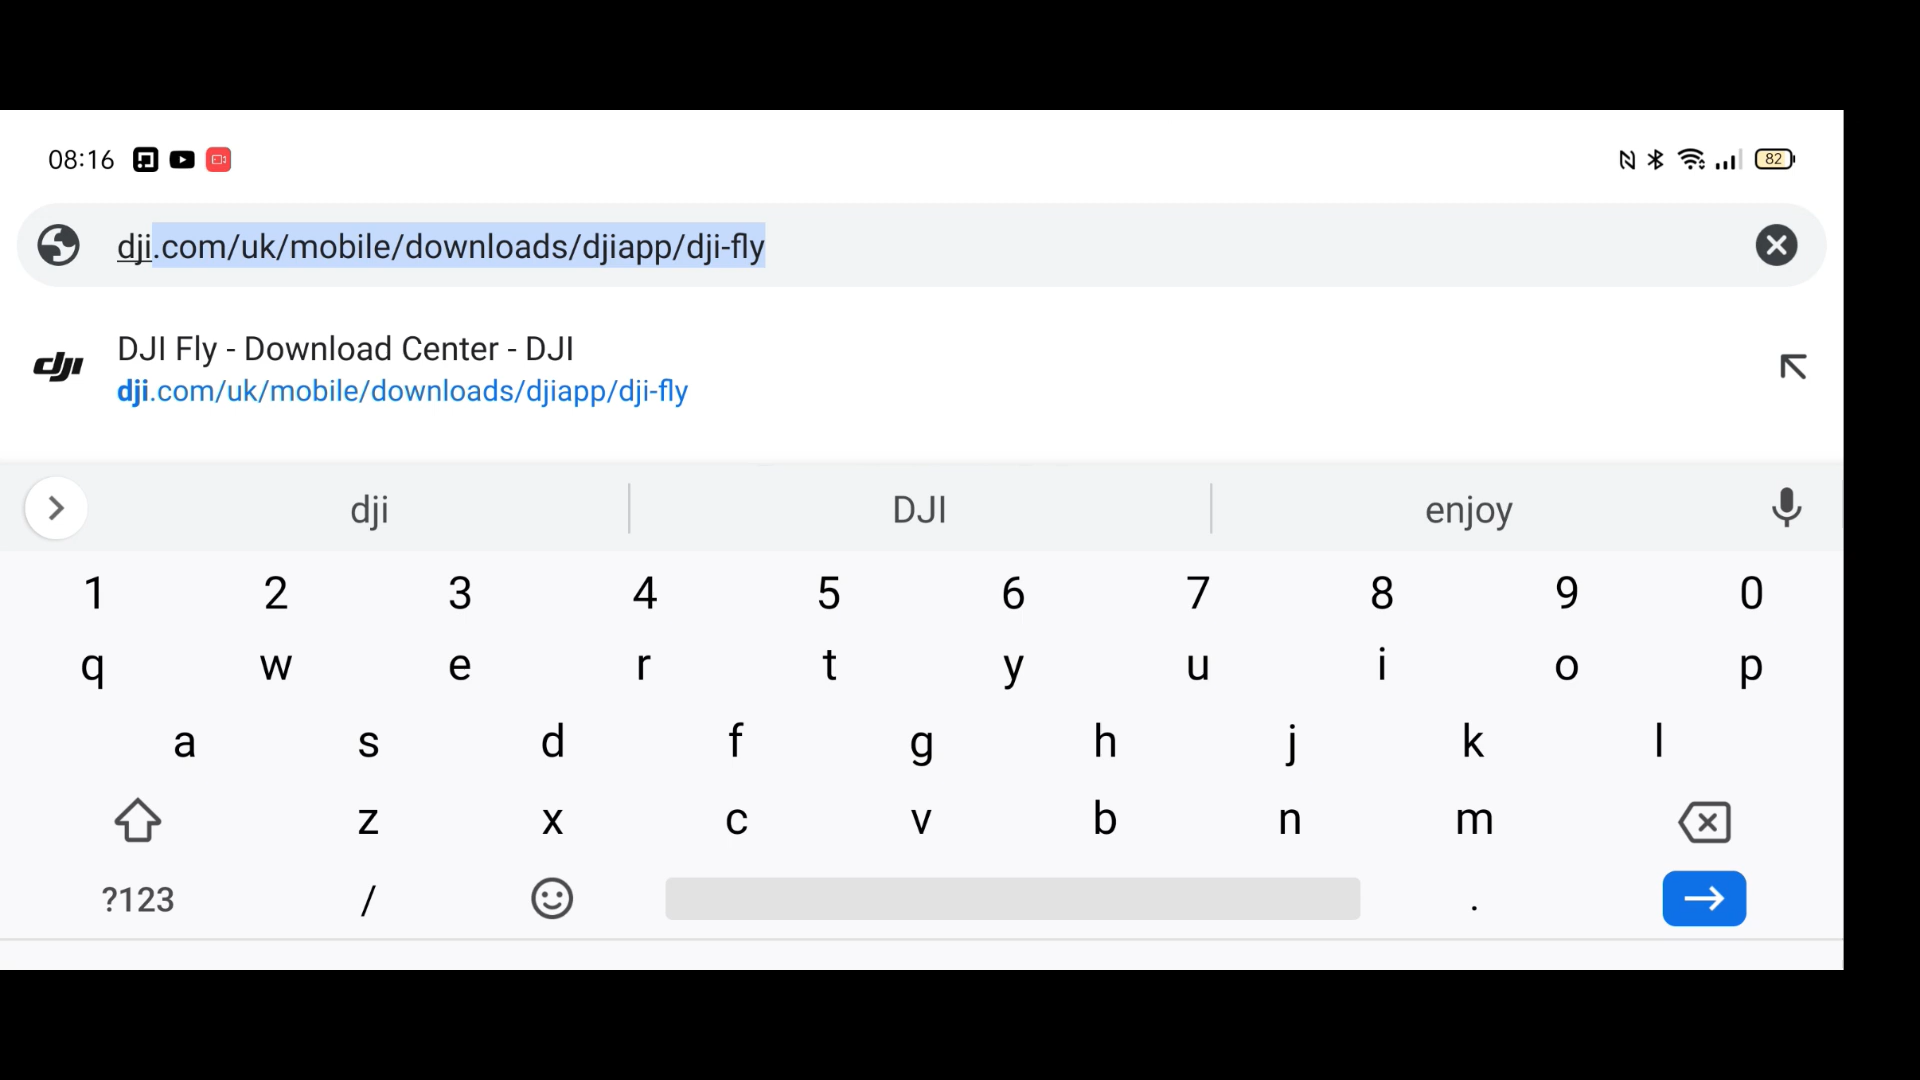 08:16
82
dji.com/uk/mobile/downloads/djiapp/dji-fly
dji
DJI Fly - Download Center - DJI
dji.com/uk/mobile/downloads/djiapp/dji-fly
dji DJI enjoy
1 2 3 4 5 6 7 8 9 0
q w e r t y u i o p
a s d f g h j k l
z x c v b n m
?123 / .